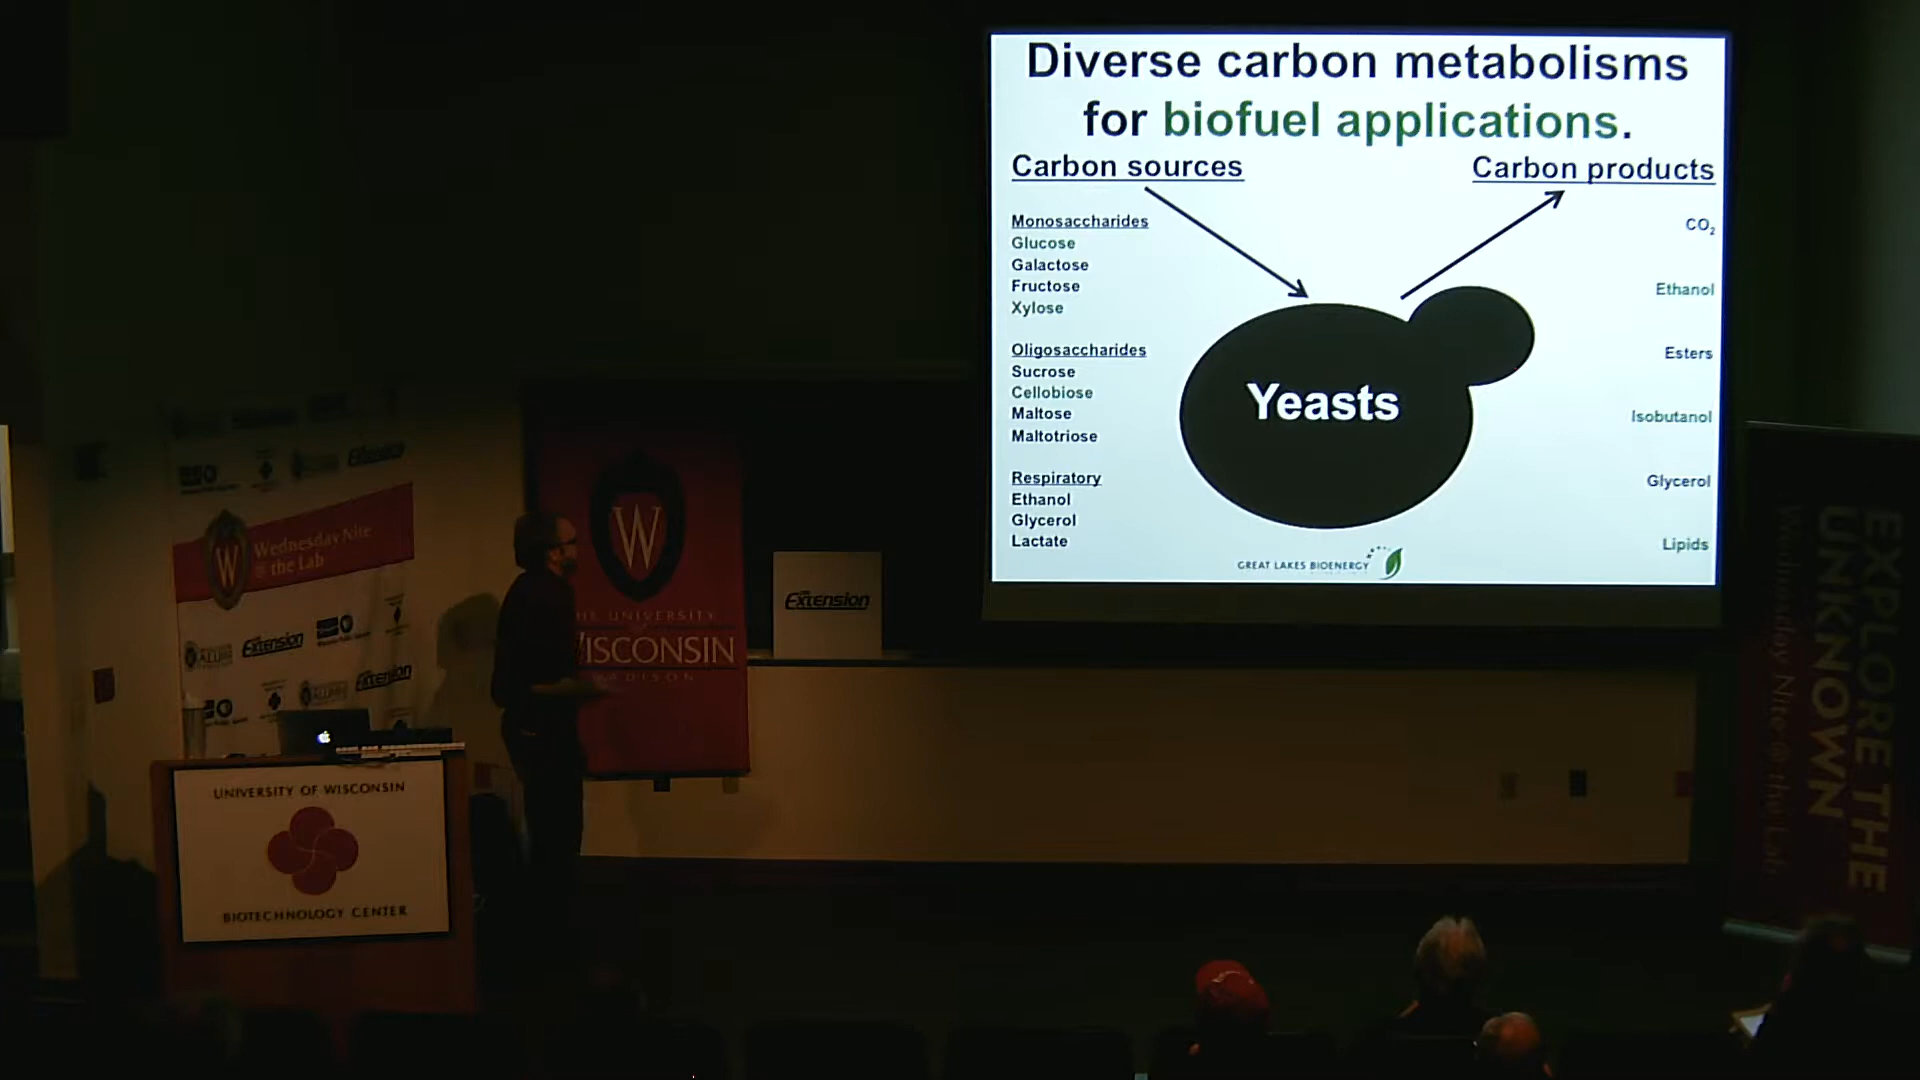 Diverse carbon metabolisms
for biofuel applications.
Carbon sources
Carbon products
Monosaccharides
Glucose
Galactose
Fructose
Xylose
Oligosaccharides
Sucrose
Cellobiose
Maltose
Maltotriose
Respiratory
Ethanol
Glycerol
Lactate
Yeasts
CO2
Ethanol
Esters
Isobutanol
Glycerol
Lipids
GREAT LAKES BIOENERGY
W
Wednesday Nite
@ the Lab
Extension
Extension
W
UNIVERSITY
WISCONSIN
Extension
UNIVERSITY OF WISCONSIN
BIOTECHNOLOGY CENTER
EXPLORE THE
UNKNOWN
Wednesday Nite @ the Lab